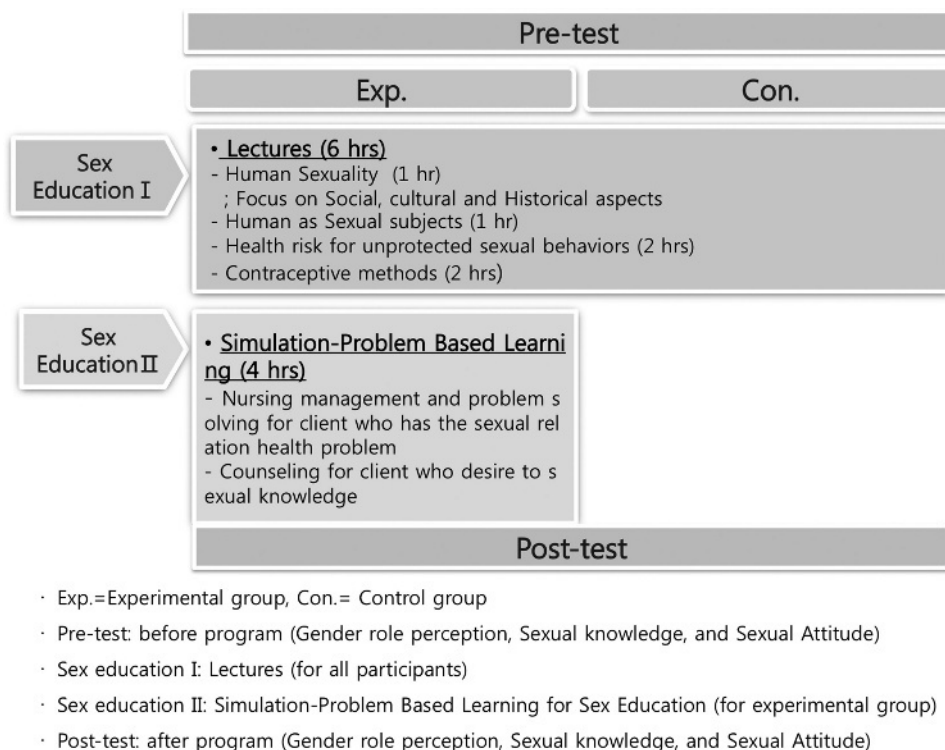 Pre-test
Exp.
Con.
Sex
Education Ⅰ
• Lectures (6 hrs)
- Human Sexuality (1 hr)
; Focus on Social, cultural and Historical aspects
- Human as Sexual subjects (1 hr)
- Health risk for unprotected sexual behaviors (2 hrs)
- Contraceptive methods (2 hrs)
Sex
Education Ⅱ
• Simulation-Problem Based Learni
ng (4 hrs)
- Nursing management and problem s
olving for client who has the sexual rel
ation health problem
- Counseling for client who desire to s
exual knowledge
Post-test
· Exp.=Experimental group, Con.= Control group
· Pre-test: before program (Gender role perception, Sexual knowledge, and Sexual Attitude)
· Sex education Ⅰ: Lectures (for all participants)
· Sex education Ⅱ: Simulation-Problem Based Learning for Sex Education (for experimental group)
· Post-test: after program (Gender role perception, Sexual knowledge, and Sexual Attitude)